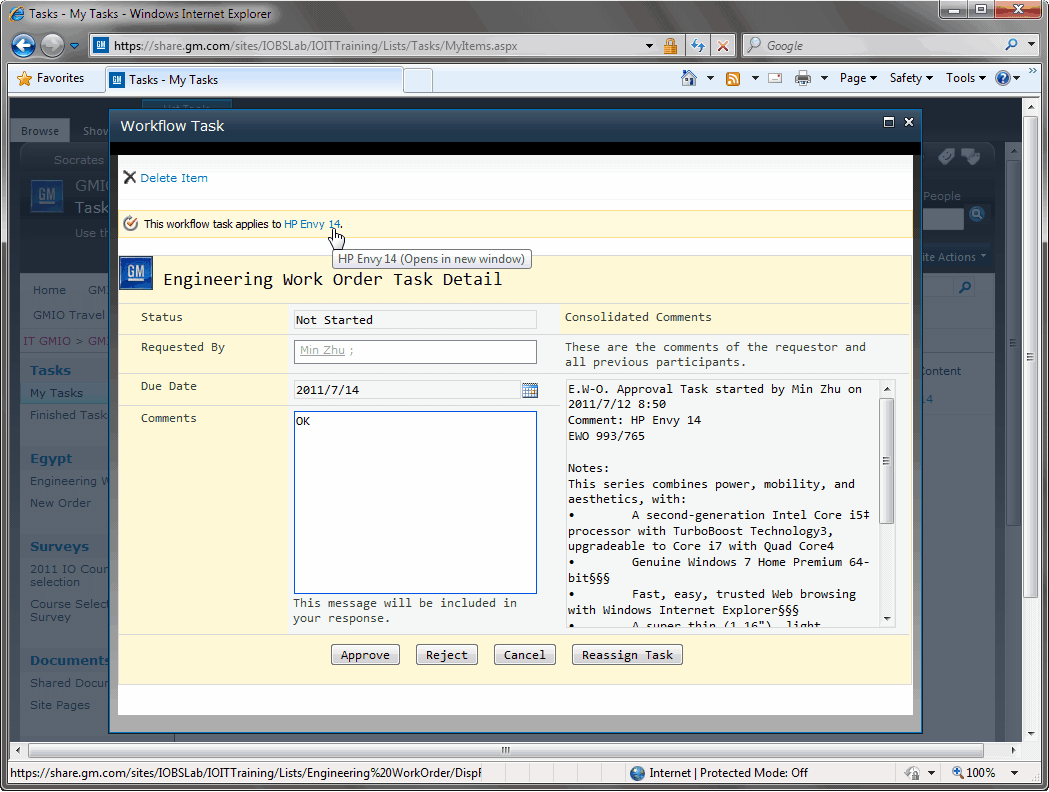 Tasks - My Tasks - Windows Internet Explorer
https://share.gm.com/sites/IOBSLab/IOITTraining/Lists/Tasks/MyItems.aspx
Google
Favorites
GM Tasks - My Tasks
Page Safety Tools
List Tools
Browse
Socrates
GM
Task
Use th
People
Site Actions
Home
GMIO Travel
IT GMIO > GM
Tasks
My Tasks
Finished Task
Content
Egypt
Engineering W
New Order
Surveys
2011 IO Cour
selection
Course Select
Survey
Documents
Shared Docun
Site Pages
Workflow Task
Delete Item
This workflow task applies to HP Envy 14.
HP Envy 14 (Opens in new window)
GM
Engineering Work Order Task Detail
Status
Not Started
Requested By
Min Zhu ;
Due Date
2011/7/14
Comments
OK
This message will be included in
your response.
Consolidated Comments
These are the comments of the requestor and
all previous participants.
E.W-O. Approval Task started by Min Zhu on
2011/7/12 8:50
Comment: HP Envy 14
EWO 993/765
Notes:
This series combines power, mobility, and
aesthetics, with:
• A second-generation Intel Core i5‡
processor with TurboBoost Technology3,
upgradeable to Core i7 with Quad Core4
• Genuine Windows 7 Home Premium 64-
bit§§§
• Fast, easy, trusted Web browsing
with Windows Internet Explorer§§§
• A super thin (1.16"), light
Approve Reject Cancel Reassign Task
https://share.gm.com/sites/IOBSLab/IOITTraining/Lists/Engineering%20WorkOrder/DispF
Internet | Protected Mode: Off
100%